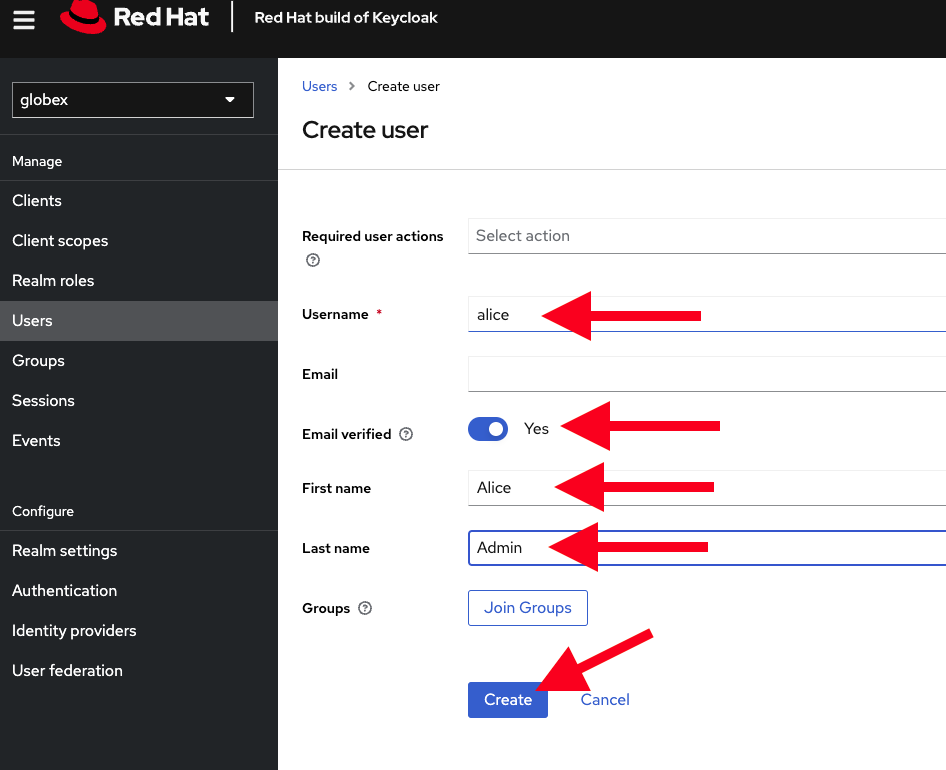 Red Hat
Red Hat build of Keycloak
globex
Manage
Clients
Client scopes
Realm roles
Users
Groups
Sessions
Events
Configure
Realm settings
Authentication
Identity providers
User federation
Users > Create user
Create user
Required user actions ?
Select action
Username *
alice
Email
Email verified ?
Yes
First name
Alice
Last name
Admin
Groups ?
Join Groups
Create
Cancel